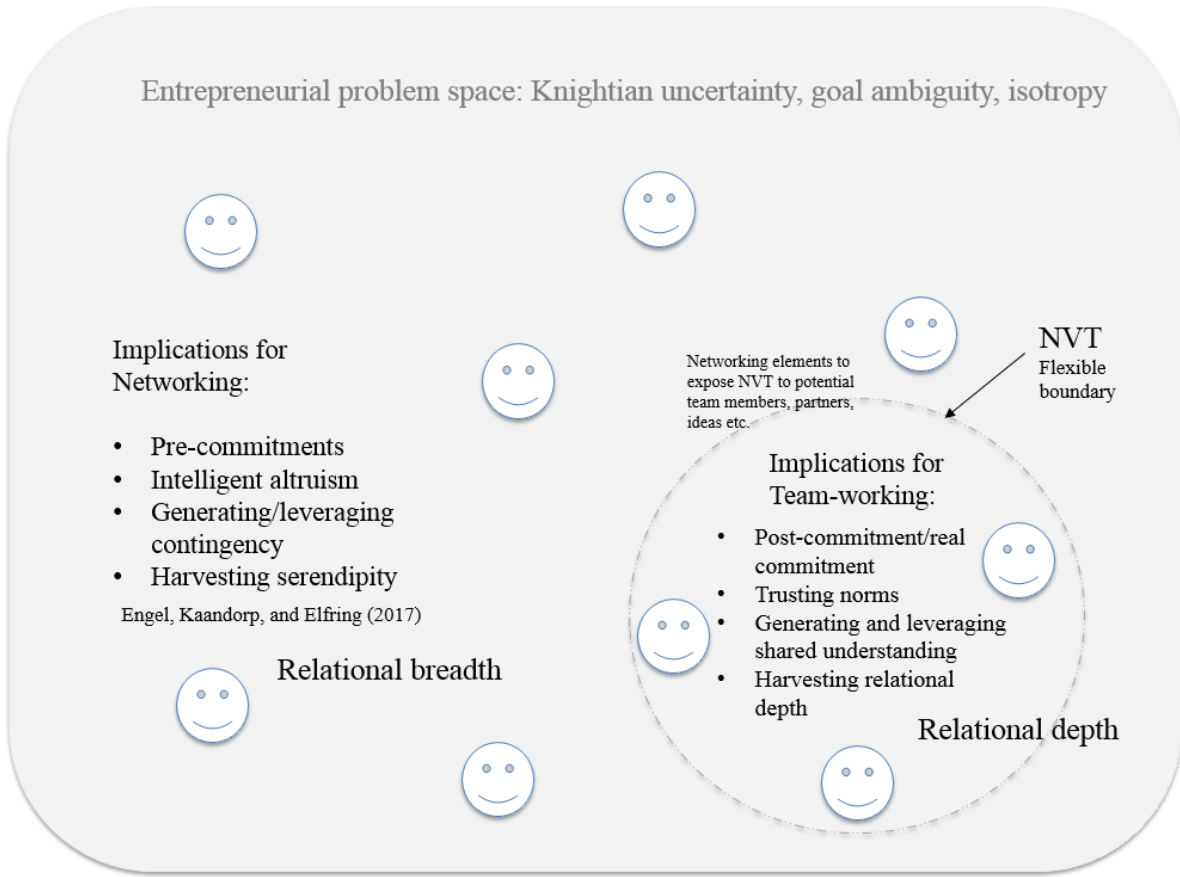 Entrepreneurial problem space: Knightian uncertainty, goal ambiguity, isotropy
Implications for
Networking:
• Pre-commitments
• Intelligent altruism
• Generating/leveraging
contingency
• Harvesting serendipity
Engel, Kaandorp, and Elfring (2017)
Relational breadth
Networking elements to
expose NVT to potential
team members, partners,
ideas etc.
NVT
Flexible
boundary
Implications for
Team-working:
• Post-commitment/real
commitment
• Trusting norms
• Generating and leveraging
shared understanding
• Harvesting relational
depth
Relational depth